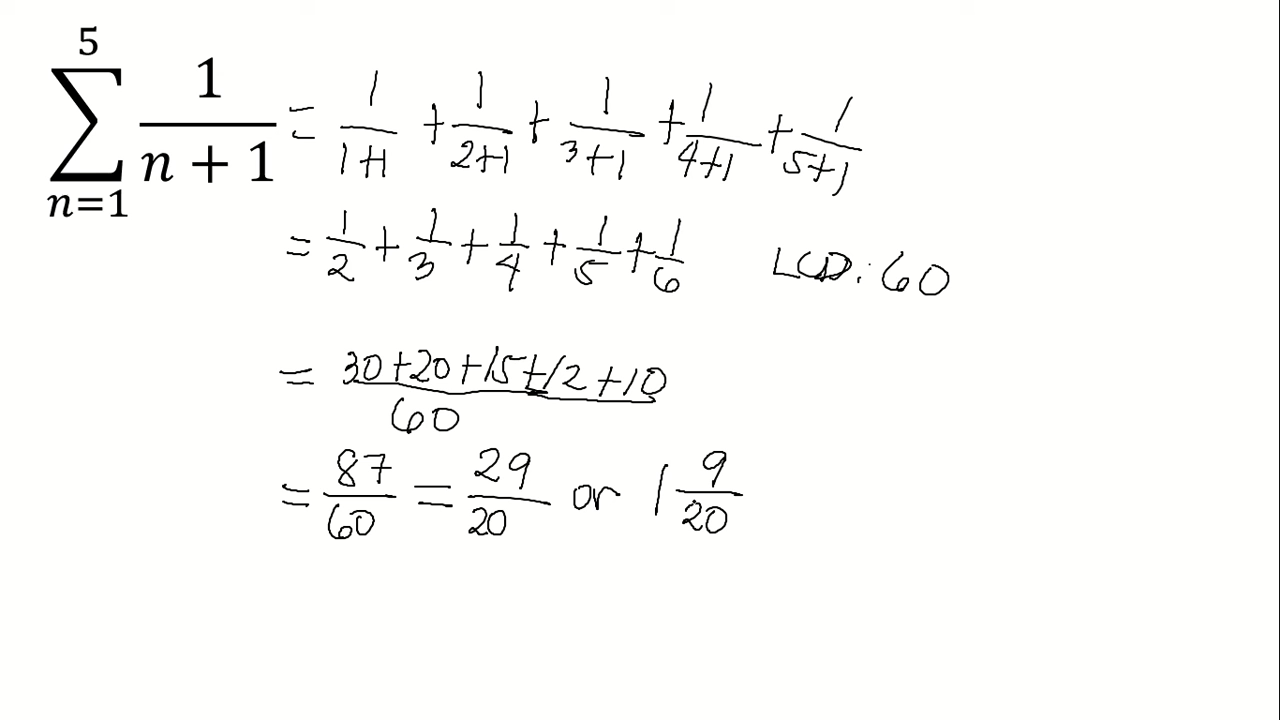 5
∑ 1/(n + 1) = 1/(1+1) + 1/(2+1) + 1/(3+1) + 1/(4+1) + 1/(5+1)
n=1
= 1/2 + 1/3 + 1/4 + 1/5 + 1/6 LCD: 60
= (30+20+15+12+10)/60
= 87/60 = 29/20 or 1 9/20